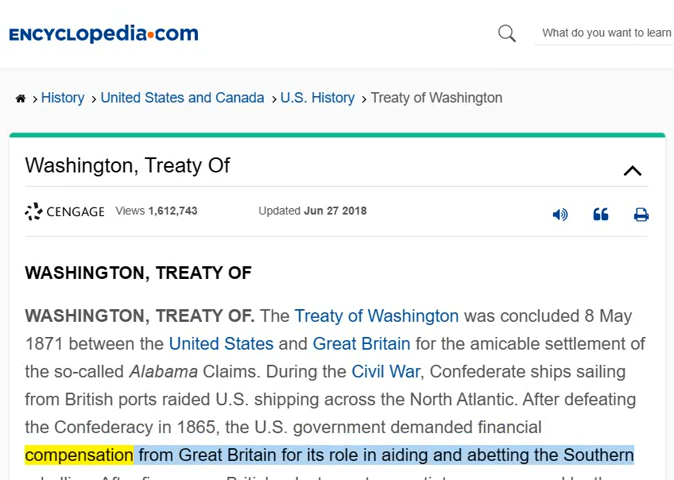 ENCYCLOpedia.com
What do you want to learn
History > United States and Canada > U.S. History > Treaty of Washington
Washington, Treaty Of
CENGAGE Views 1,612,743 Updated Jun 27 2018
WASHINGTON, TREATY OF
WASHINGTON, TREATY OF. The Treaty of Washington was concluded 8 May
1871 between the United States and Great Britain for the amicable settlement of
the so-called Alabama Claims. During the Civil War, Confederate ships sailing
from British ports raided U.S. shipping across the North Atlantic. After defeating
the Confederacy in 1865, the U.S. government demanded financial
compensation from Great Britain for its role in aiding and abetting the Southern